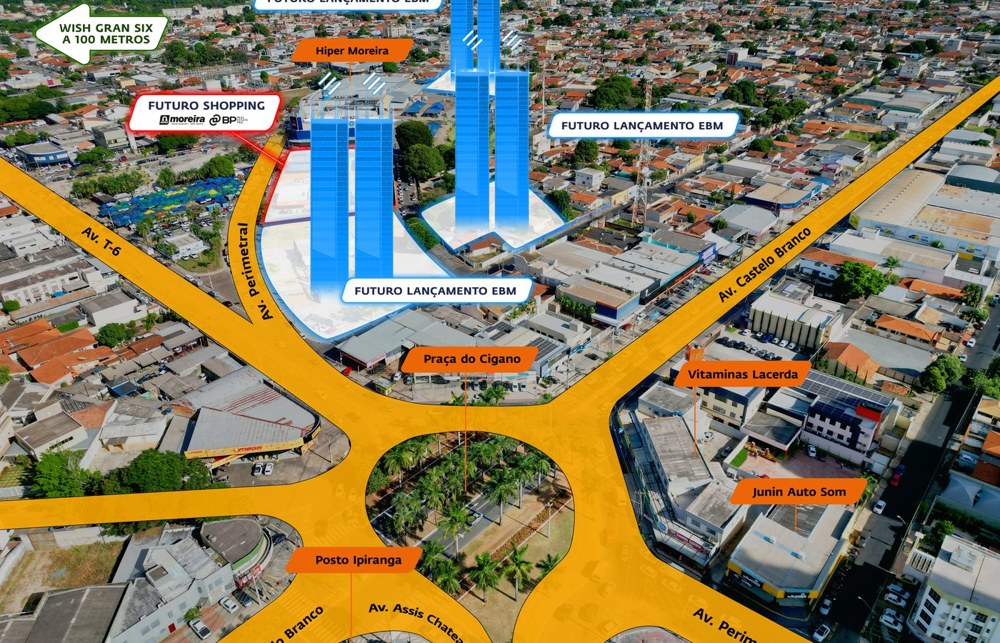 FUTURO LANÇAMENTO EBM
WISH GRAN SIX
A 100 METROS
Hiper Moreira
FUTURO SHOPPING
moreira BP
FUTURO LANÇAMENTO EBM
Av. T-6
Av. Perimetral
Av. Castelo Branco
FUTURO LANÇAMENTO EBM
Praça do Cigano
Vitaminas Lacerda
Junin Auto Som
Posto Ipiranga
lo Branco
Av. Assis Chatea
Av. Perim